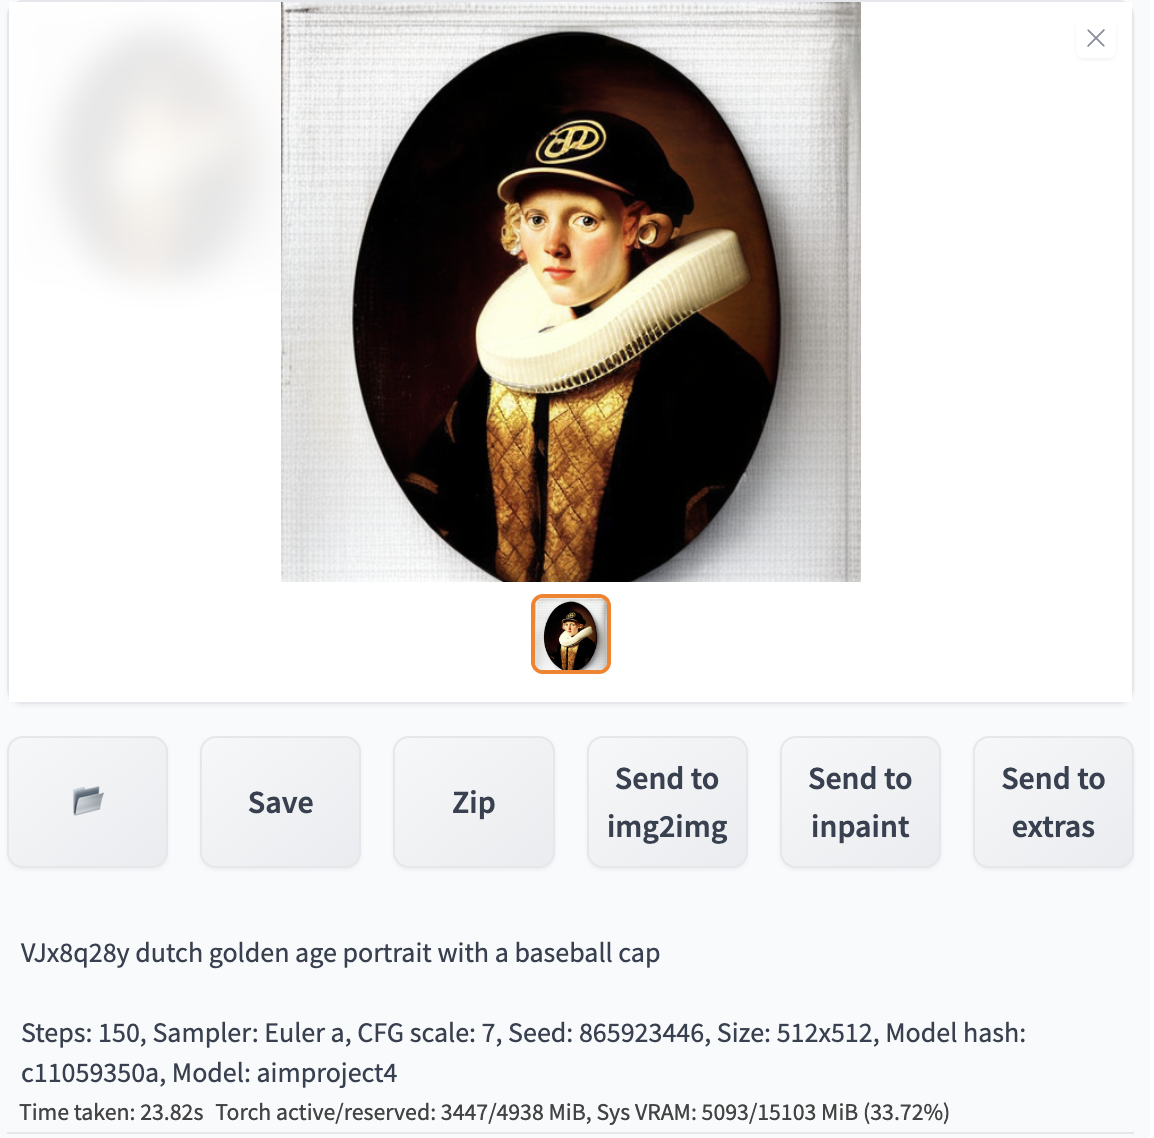 Save
Zip
Send to
img2img
Send to
inpaint
Send to
extras
VJx8q28y dutch golden age portrait with a baseball cap
Steps: 150, Sampler: Euler a, CFG scale: 7, Seed: 865923446, Size: 512x512, Model hash:
c11059350a, Model: aimproject4
Time taken: 23.82s Torch active/reserved: 3447/4938 MiB, Sys VRAM: 5093/15103 MiB (33.72%)